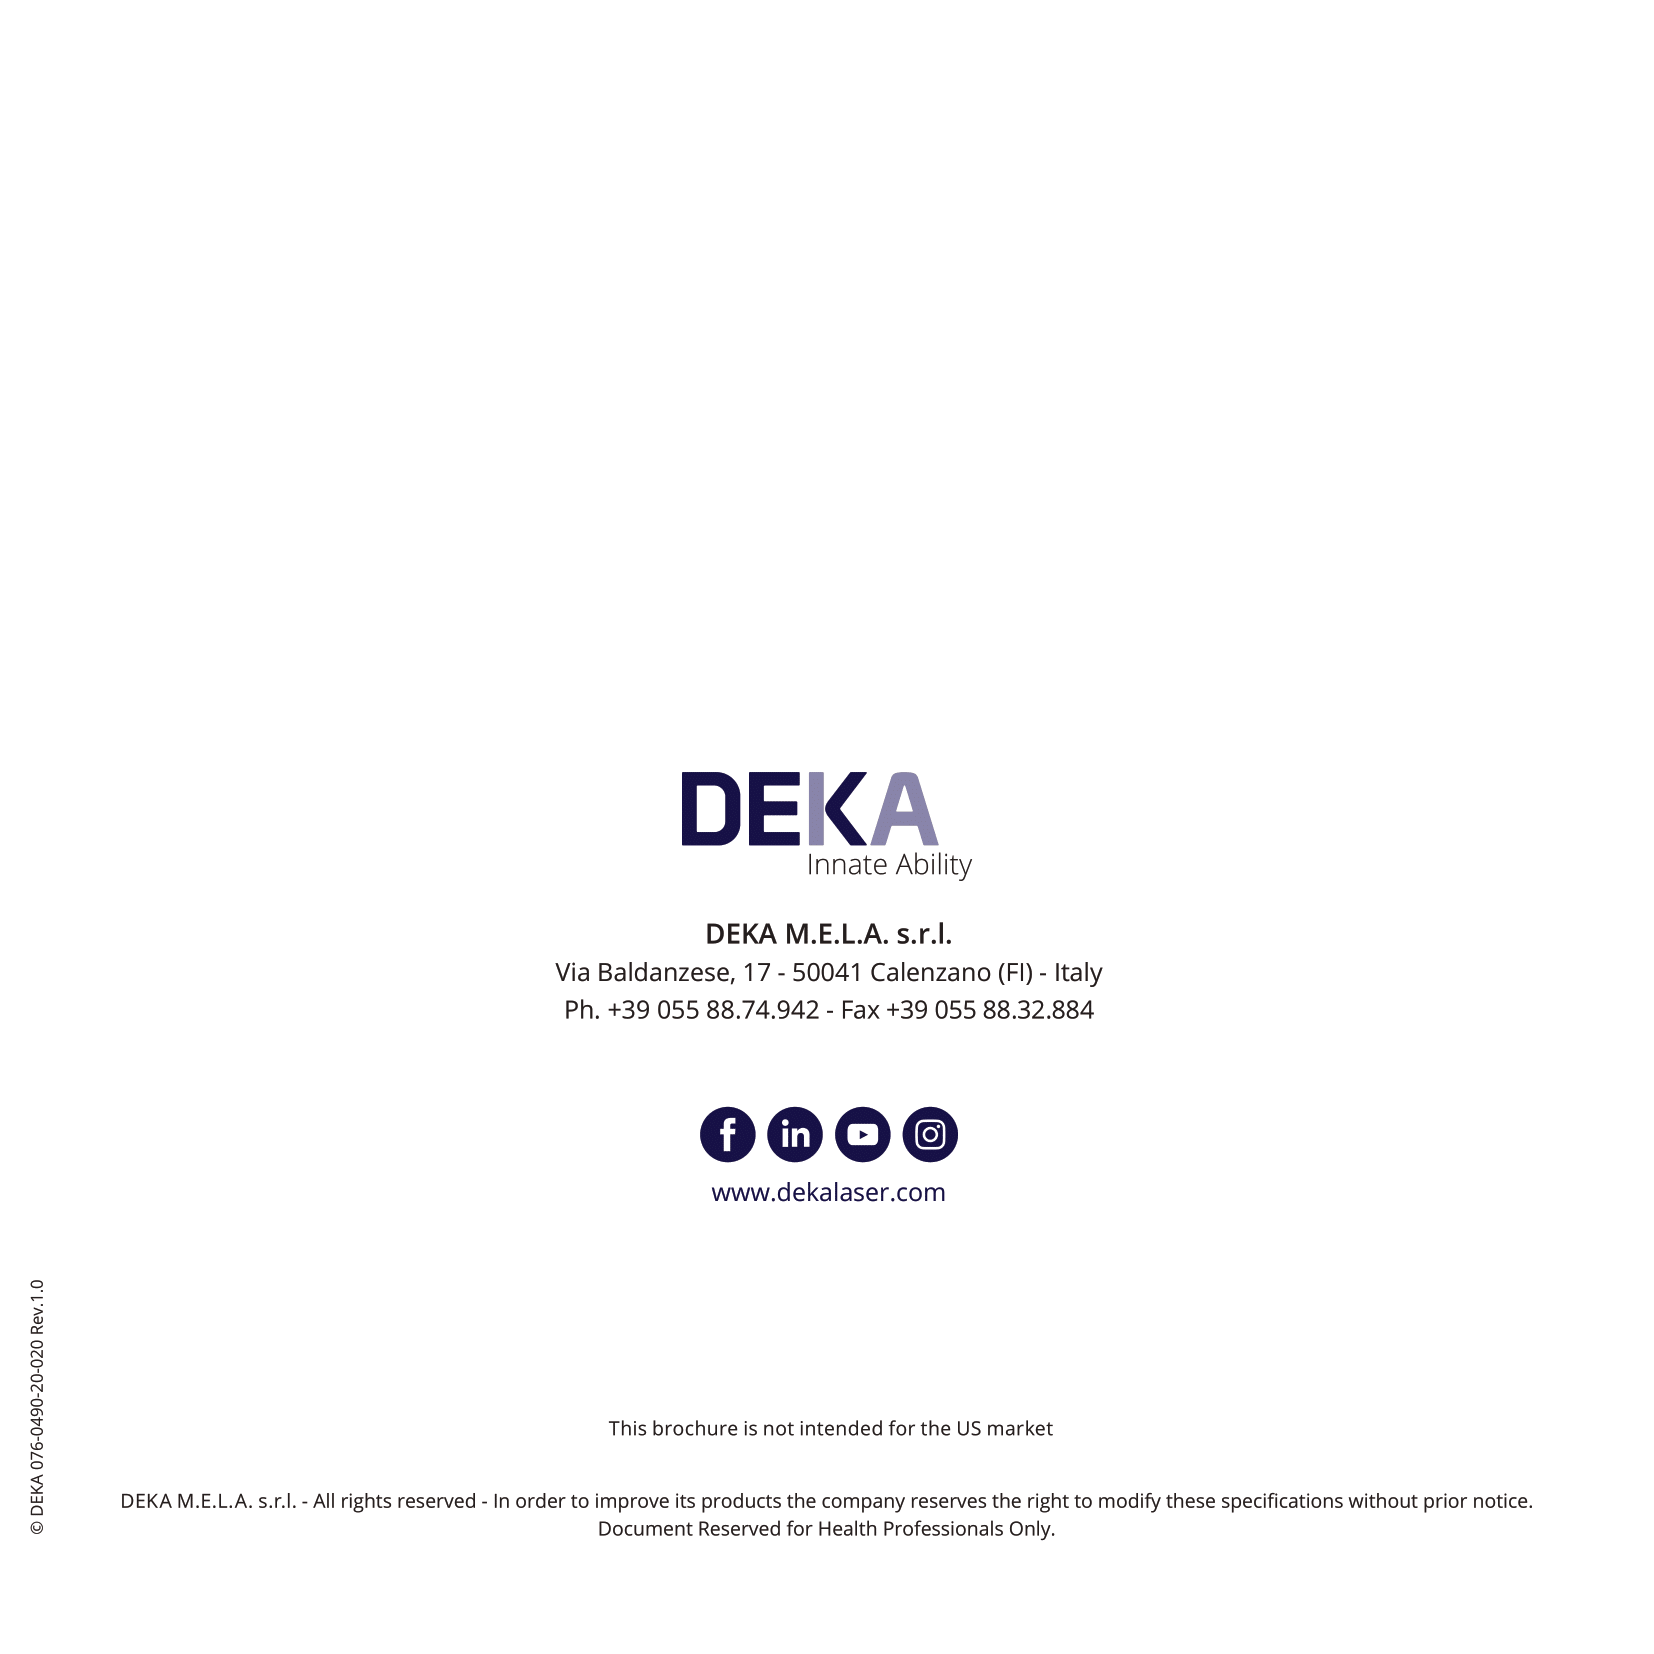 DEKA
Innate Ability
DEKA M.E.L.A. s.r.l.
Via Baldanzese, 17 - 50041 Calenzano (FI) - Italy
Ph. +39 055 88.74.942 - Fax +39 055 88.32.884
www.dekalaser.com
© DEKA 076-0490-20-020 Rev.1.0
This brochure is not intended for the US market
DEKA M.E.L.A. s.r.l. - All rights reserved - In order to improve its products the company reserves the right to modify these specifications without prior notice.
Document Reserved for Health Professionals Only.